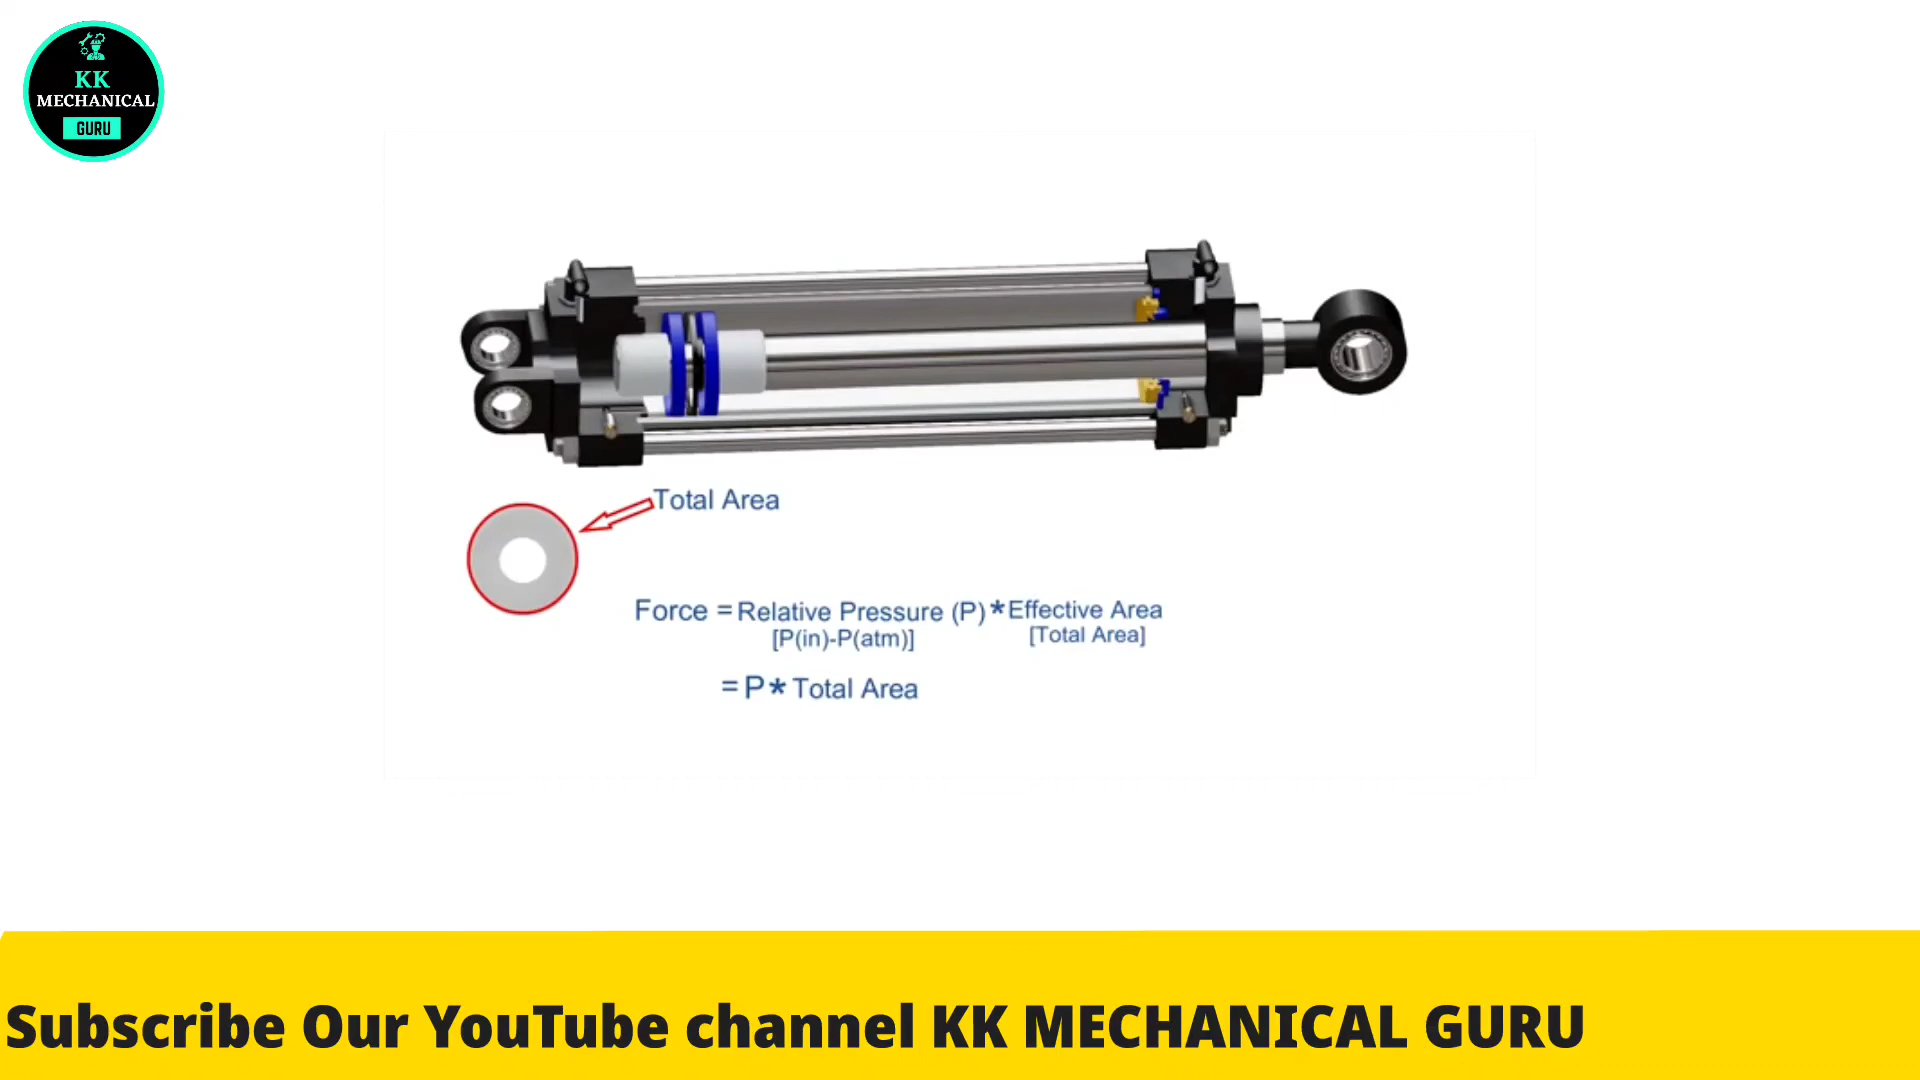 KK
MECHANICAL
GURU
Total Area
Force = Relative Pressure (P) * Effective Area
[P(in)-P(atm)] [Total Area]
= P * Total Area
Subscribe Our YouTube channel KK MECHANICAL GURU